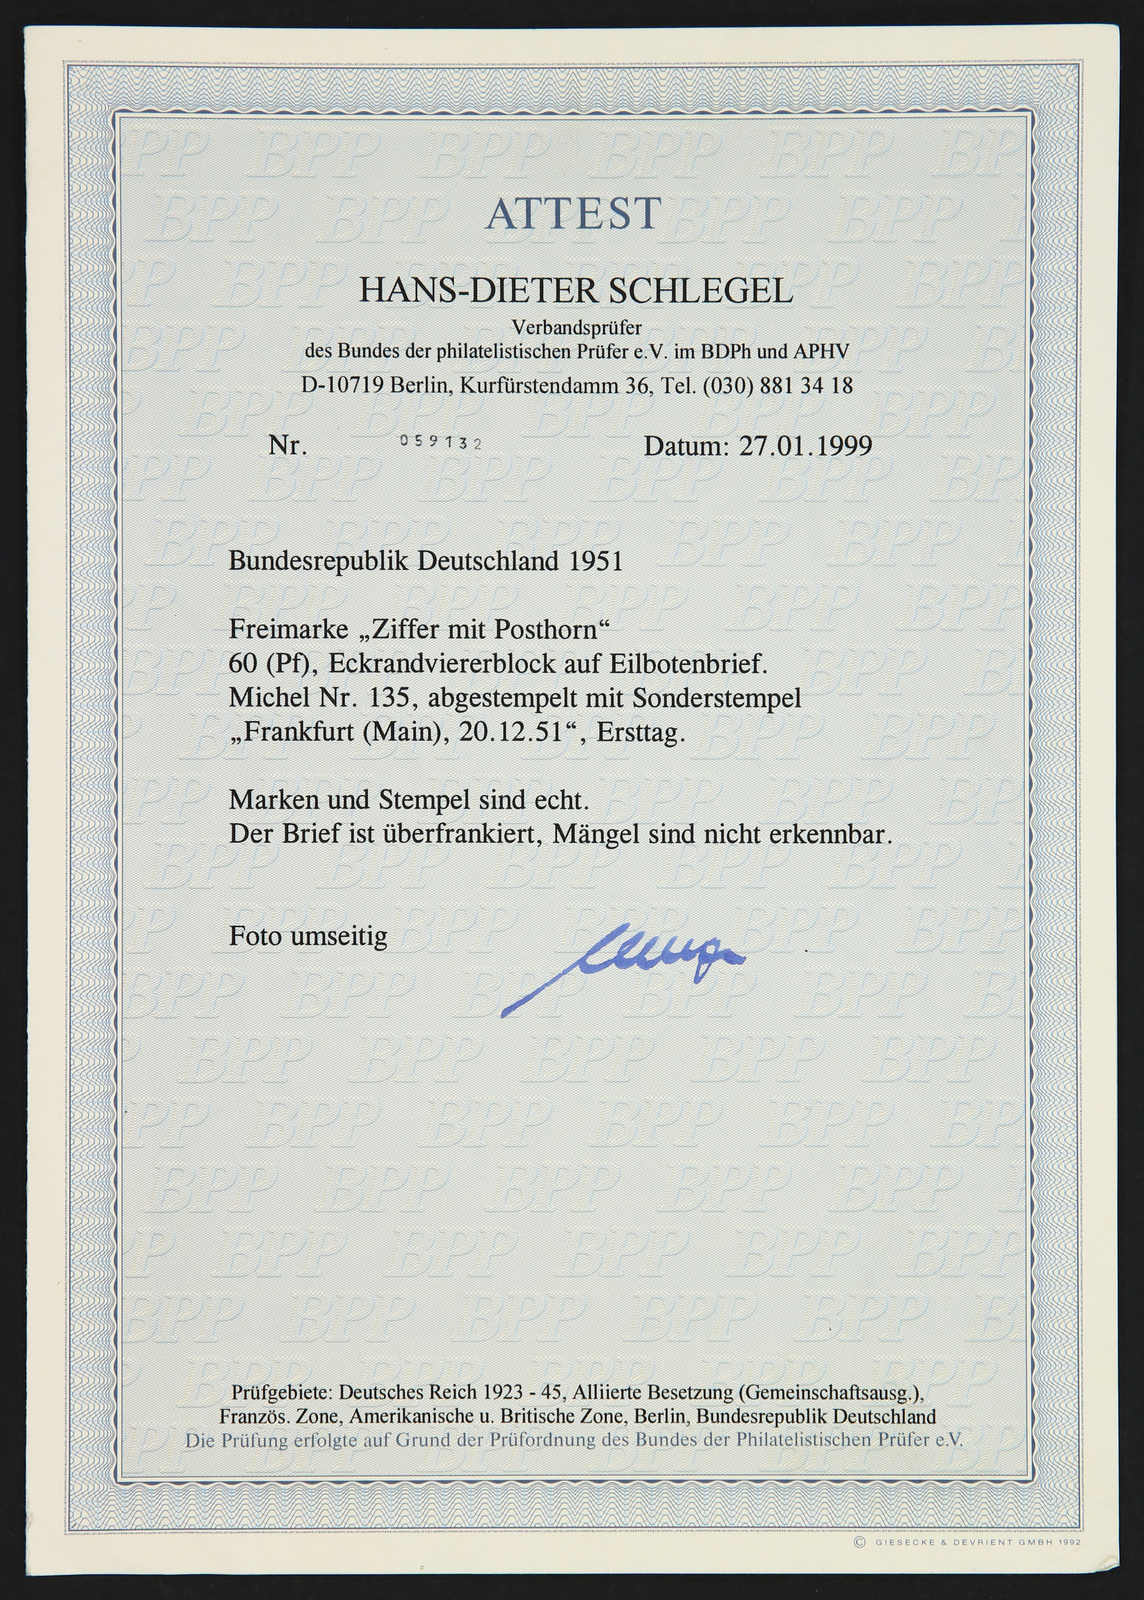 ATTEST
HANS-DIETER SCHLEGEL
Verbandsprüfer
des Bundes der philatelistischen Prüfer e.V. im BDPh und APHV
D-10719 Berlin, Kurfürstendamm 36, Tel. (030) 881 34 18
Nr. 059132 Datum: 27.01.1999
Bundesrepublik Deutschland 1951
Freimarke „Ziffer mit Posthorn“
60 (Pf), Eckrandviererblock auf Eilbotenbrief.
Michel Nr. 135, abgestempelt mit Sonderstempel
„Frankfurt (Main), 20.12.51“, Ersttag.
Marken und Stempel sind echt.
Der Brief ist überfrankiert, Mängel sind nicht erkennbar.
Foto umseitig
Prüfgebiete: Deutsches Reich 1923 - 45, Alliierte Besetzung (Gemeinschaftsausg.),
Französ. Zone, Amerikanische u. Britische Zone, Berlin, Bundesrepublik Deutschland
Die Prüfung erfolgte auf Grund der Prüfordnung des Bundes der Philatelistischen Prüfer e.V.
© GIESECKE & DEVRIENT GMBH 1992